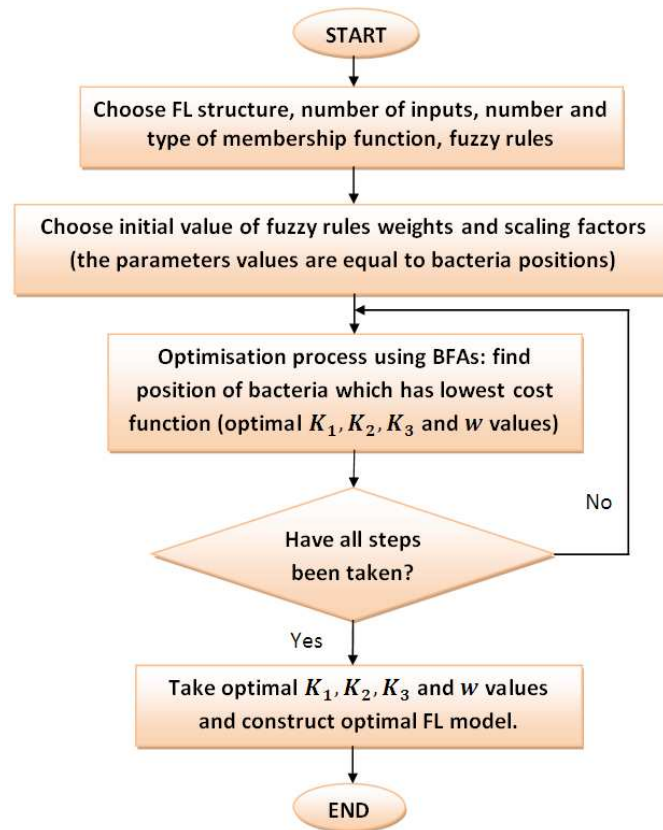 START
Choose FL structure, number of inputs, number and
type of membership function, fuzzy rules
Choose initial value of fuzzy rules weights and scaling factors
(the parameters values are equal to bacteria positions)
Optimisation process using BFAs: find
position of bacteria which has lowest cost
function (optimal K₁, K₂, K₃ and w values)
No
Have all steps
been taken?
Yes
Take optimal K₁, K₂, K₃ and w values
and construct optimal FL model.
END